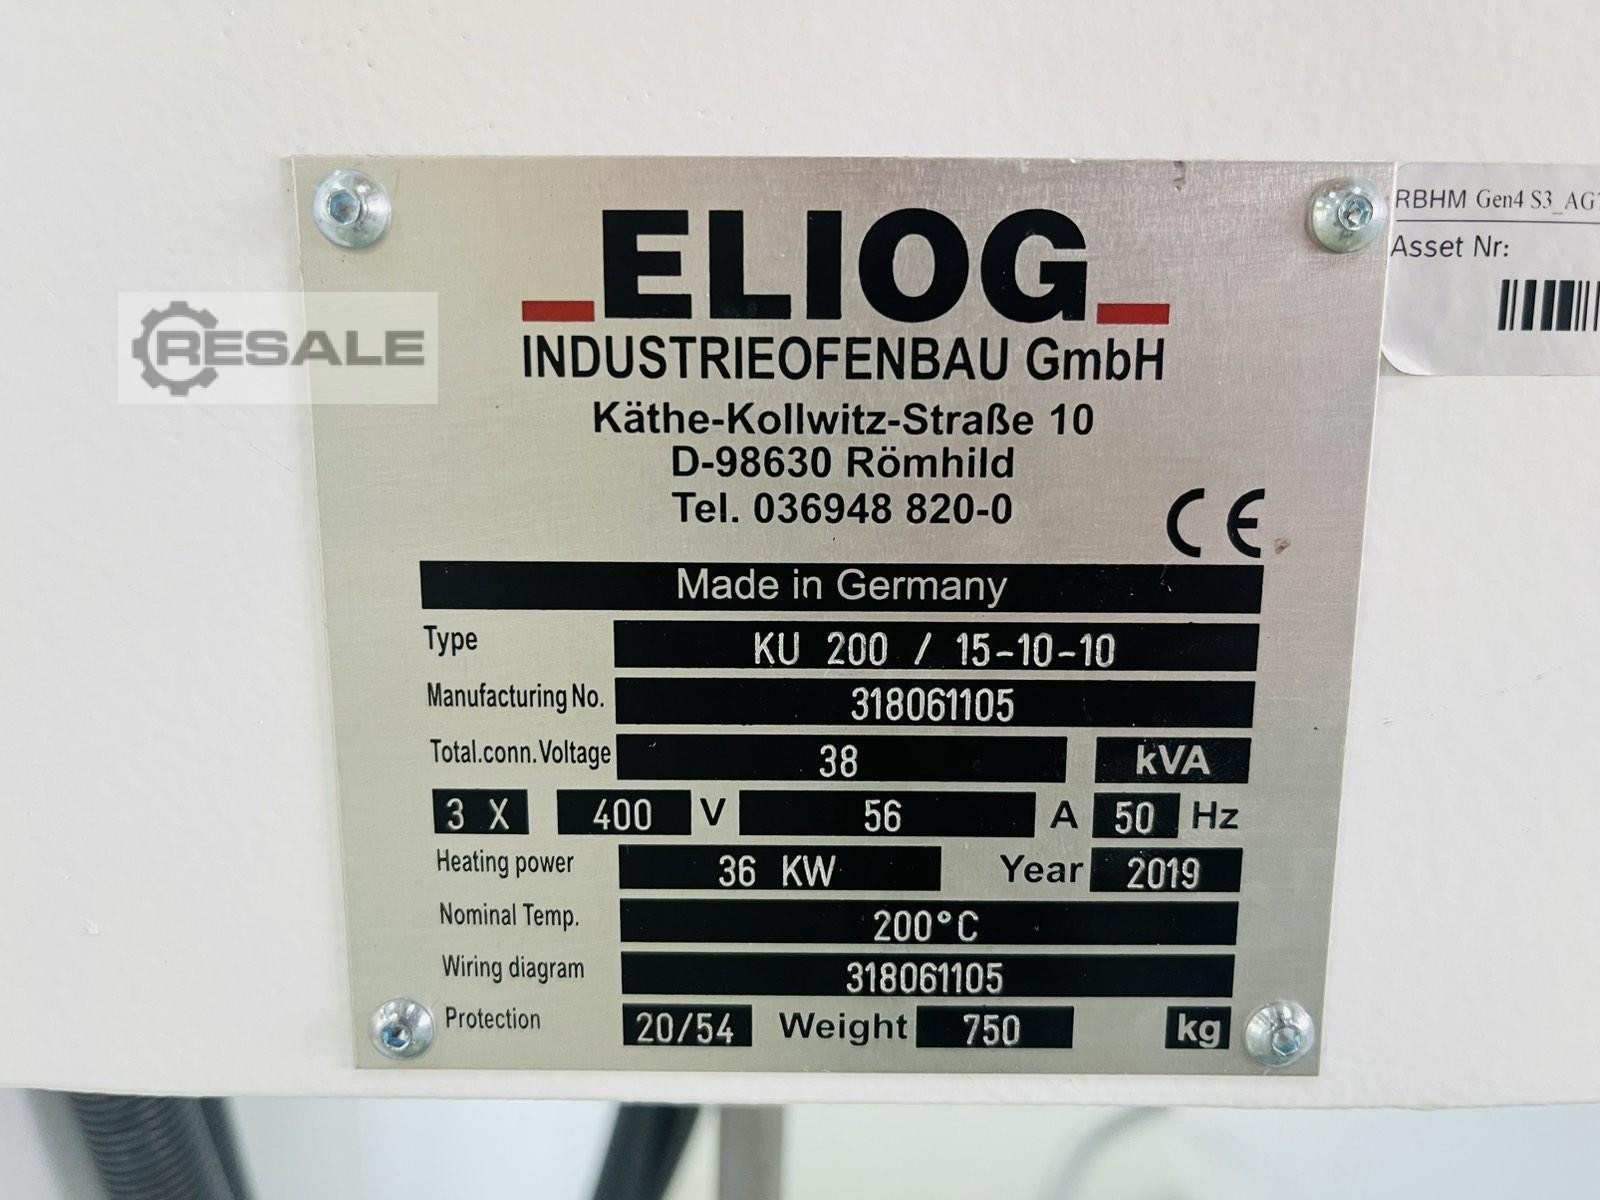 RBHM Gen4 S3_AG
Asset Nr:
RESALE
ELIOG
INDUSTRIEOFENBAU GmbH
Käthe-Kollwitz-Straße 10
D-98630 Römhild
Tel. 036948 820-0
CE
Made in Germany
Type KU 200 / 15-10-10
Manufacturing No. 318061105
Total.conn.Voltage 38 kVA
3 X 400 V 56 A 50 Hz
Heating power 36 KW Year 2019
Nominal Temp. 200°C
Wiring diagram 318061105
Protection 20/54 Weight 750 kg